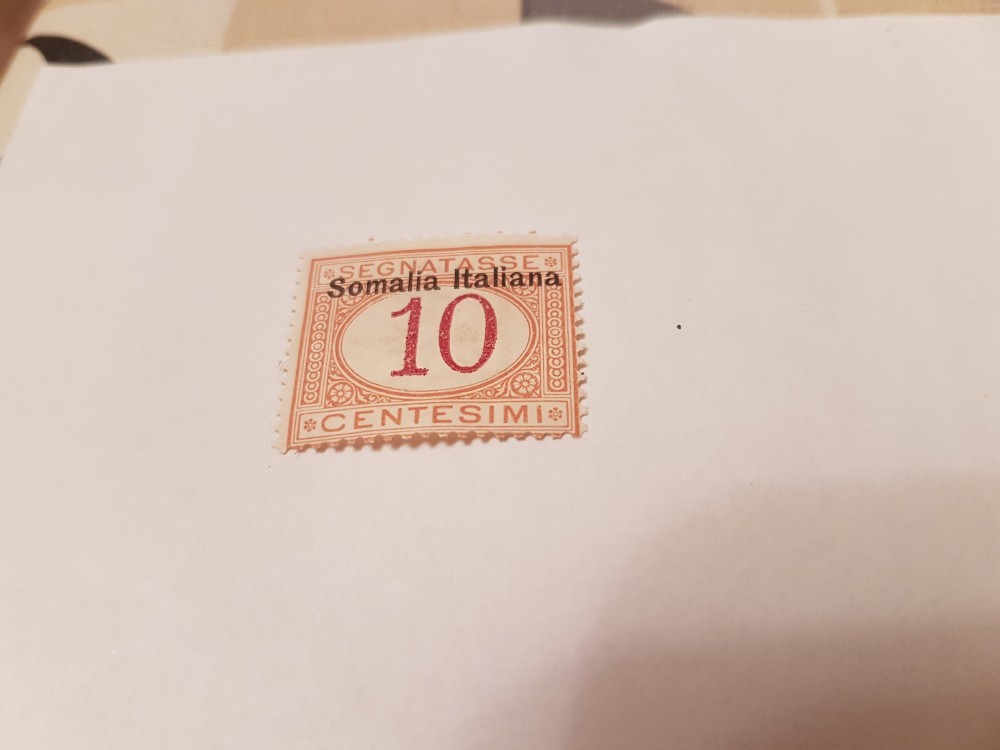 SEGNATASSE
Somalia Italiana
10
CENTESIMI